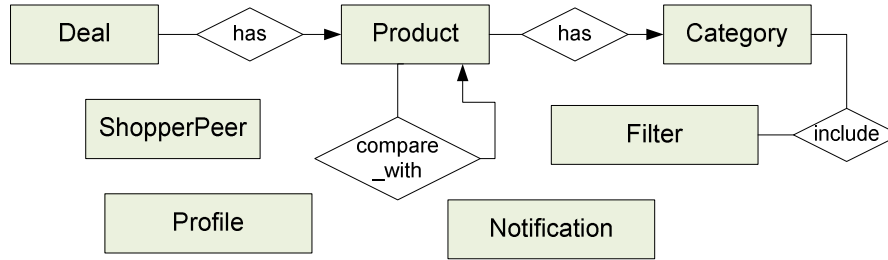 Deal
has
Product
has
Category
ShopperPeer
compare
_with
Filter
include
Profile
Notification